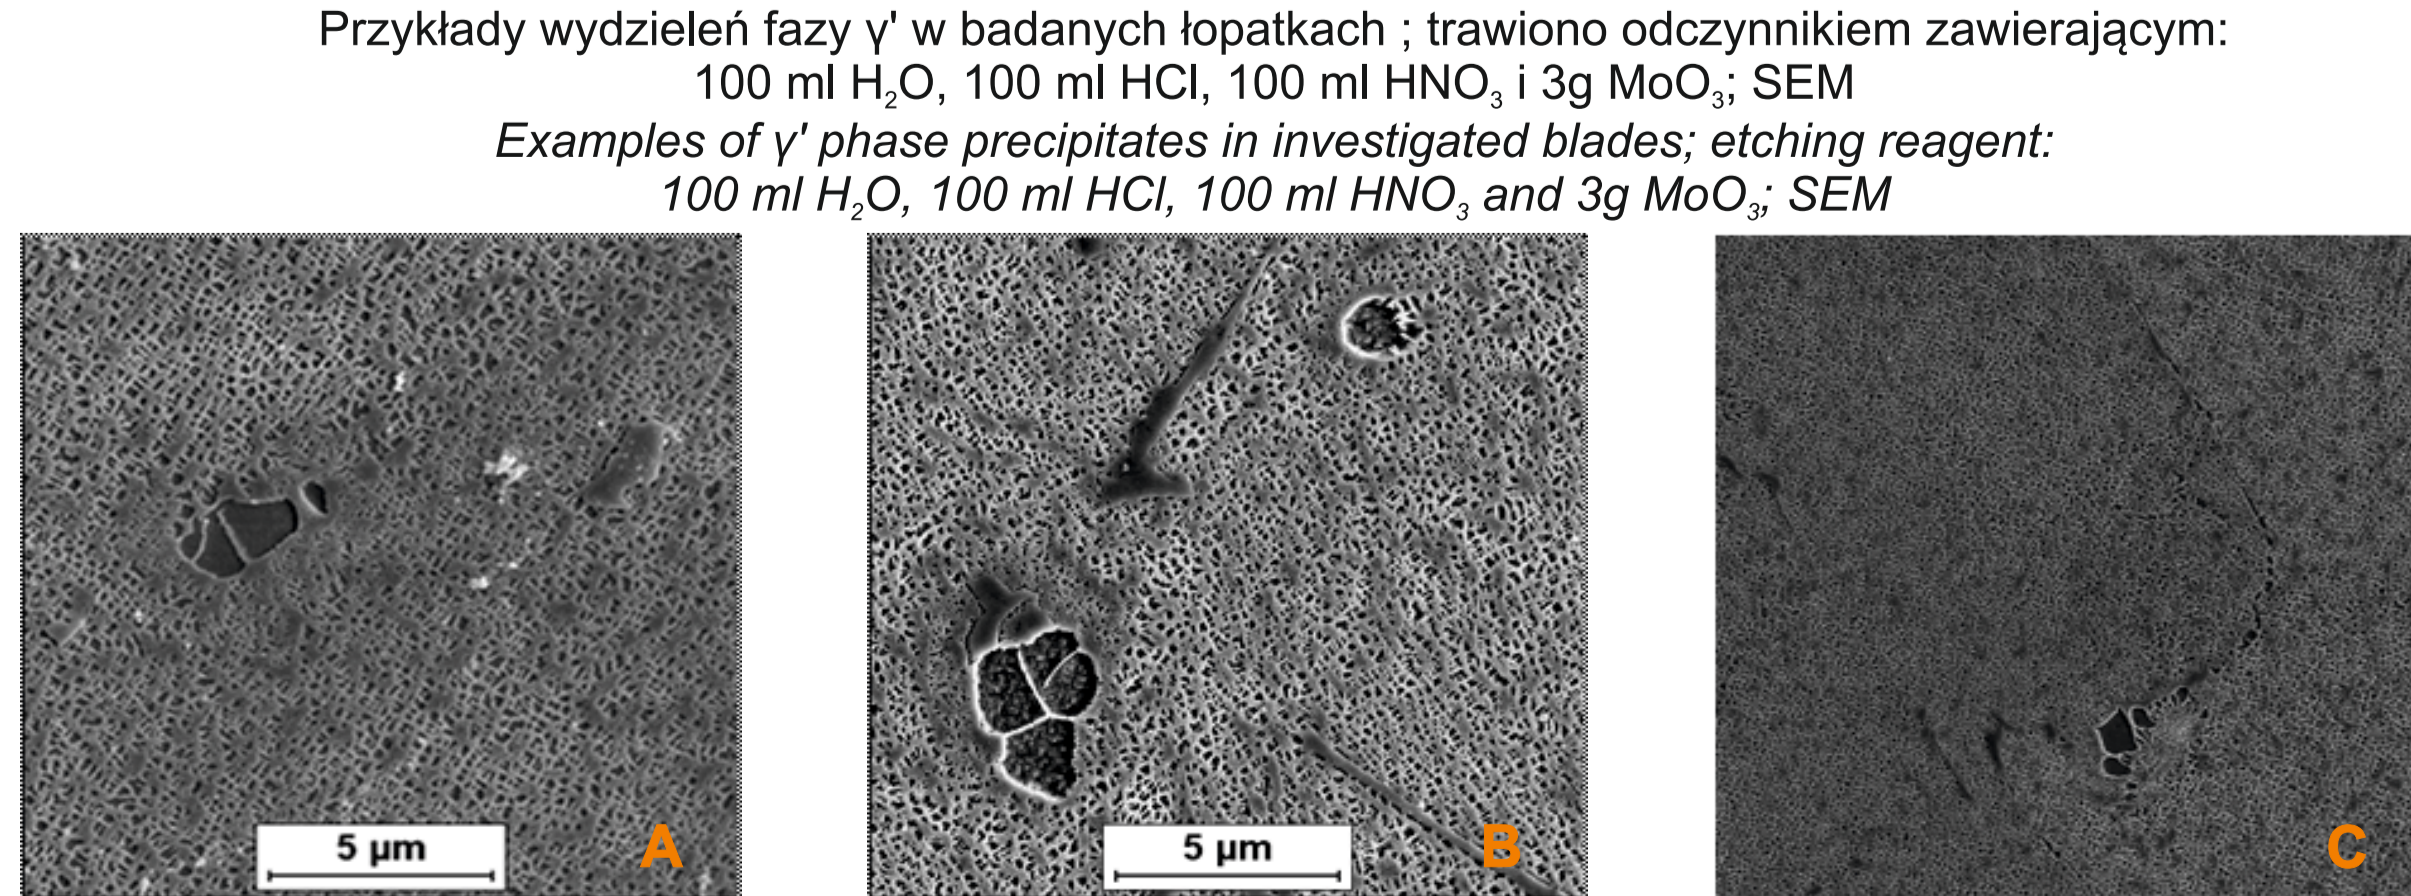 Przykłady wydzieleń fazy γ' w badanych łopatkach ; trawiono odczynnikiem zawierającym:
100 ml H₂O, 100 ml HCl, 100 ml HNO₃ i 3g MoO₃; SEM
Examples of γ' phase precipitates in investigated blades; etching reagent:
100 ml H₂O, 100 ml HCl, 100 ml HNO₃ and 3g MoO₃; SEM
5 µm A
5 µm B
C